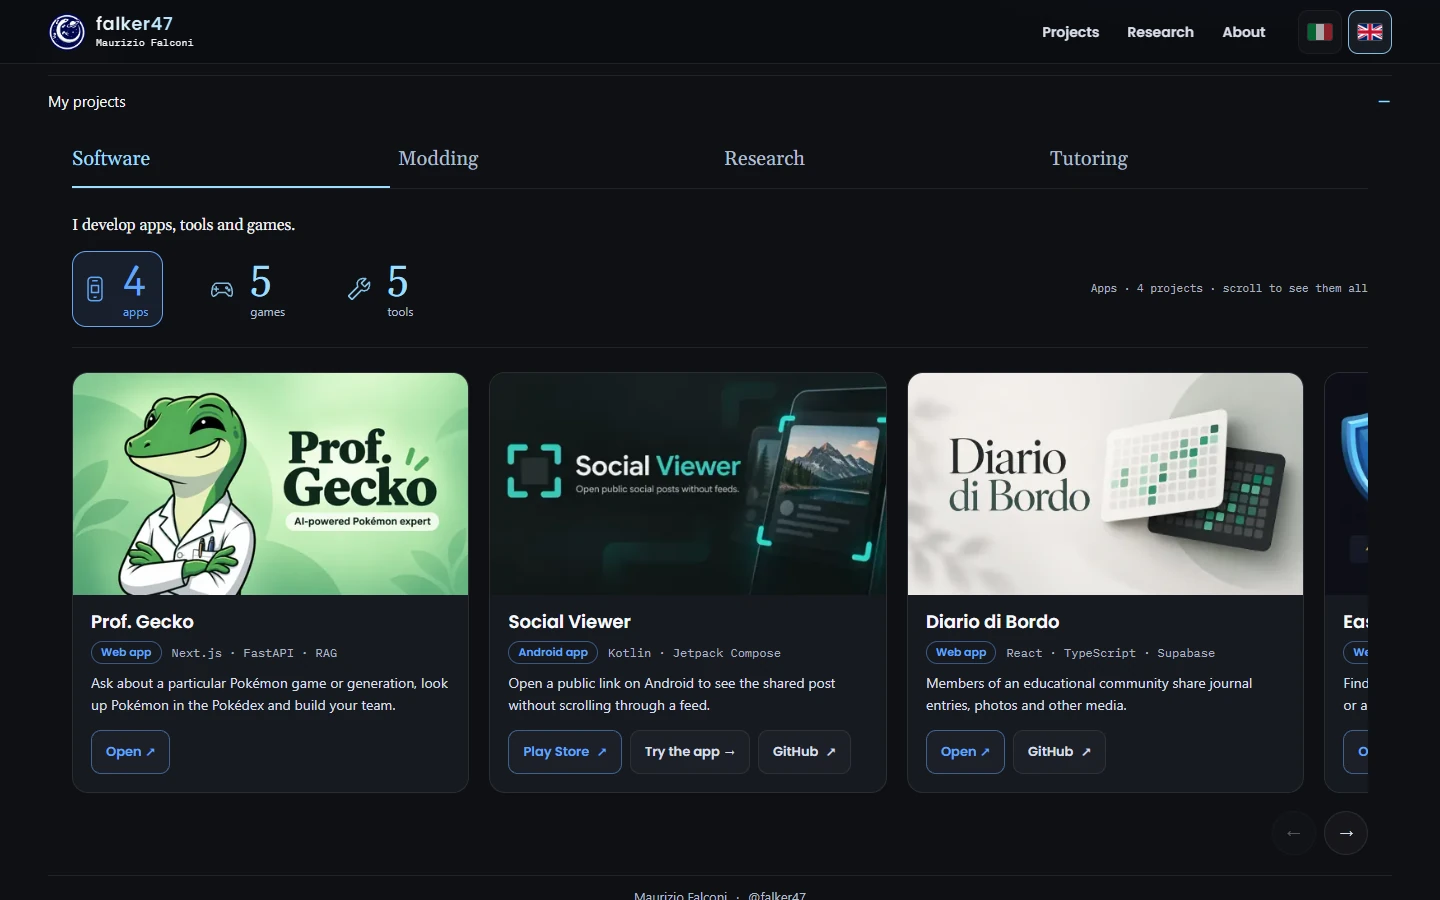 falker47
Maurizio Falconi
Projects
Research
About
My projects
Software
Modding
Research
Tutoring
I develop apps, tools and games.
4
apps
5
games
5
tools
Apps · 4 projects · scroll to see them all
Prof.
Gecko
AI-powered Pokémon expert
Social Viewer
Open public social posts without feeds.
Diario
di Bordo
Prof. Gecko
Web app Next.js · FastAPI · RAG
Ask about a particular Pokémon game or generation, look
up Pokémon in the Pokédex and build your team.
Open ↗
Social Viewer
Android app Kotlin · Jetpack Compose
Open a public link on Android to see the shared post
without scrolling through a feed.
Play Store ↗ Try the app → GitHub ↗
Diario di Bordo
Web app React · TypeScript · Supabase
Members of an educational community share journal
entries, photos and other media.
Open ↗ GitHub ↗
Find
or a
← →
Maurizio Falconi · @falker47